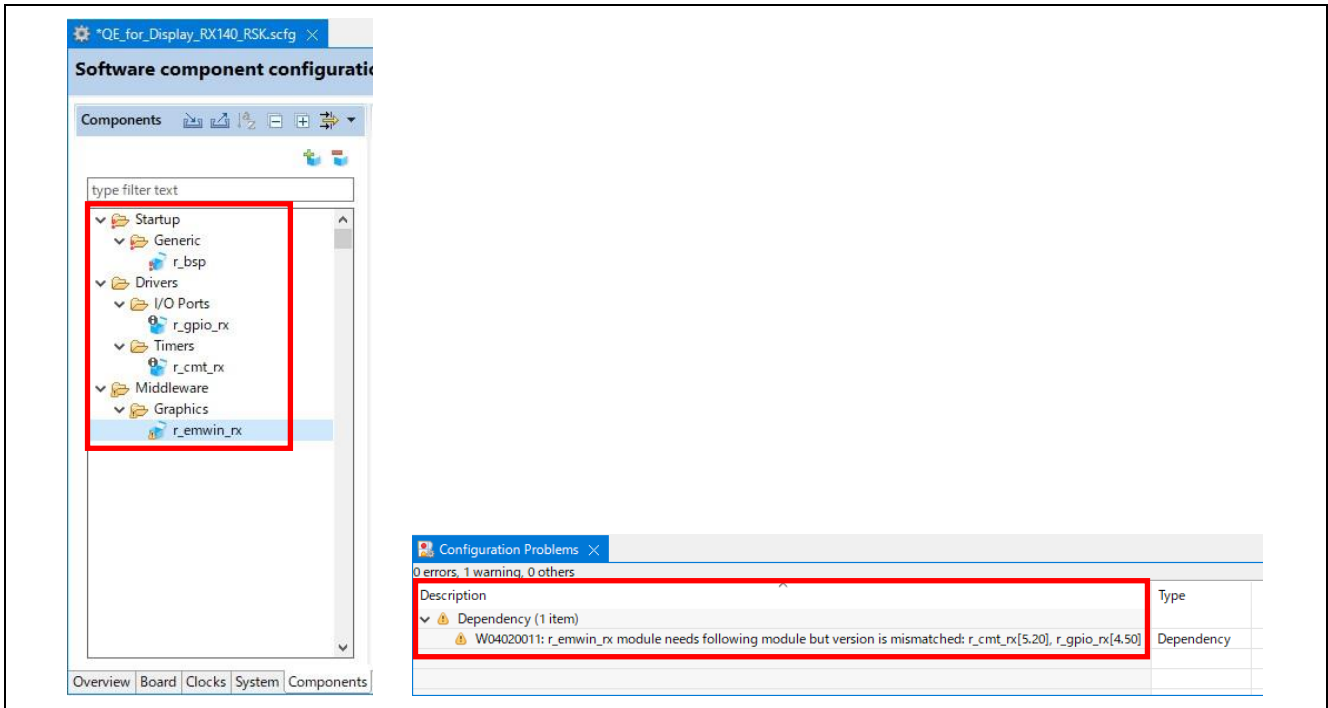 *QE_for_Display_RX140_RSK.scfg
Software component configurati
Components
type filter text
Startup
Generic
r_bsp
Drivers
I/O Ports
r_gpio_rx
Timers
r_cmt_rx
Middleware
Graphics
r_emwin_rx
Overview Board Clocks System Components
Configuration Problems
0 errors, 1 warning, 0 others
Description Type
Dependency (1 item)
W04020011: r_emwin_rx module needs following module but version is mismatched: r_cmt_rx[5.20], r_gpio_rx[4.50] Dependency